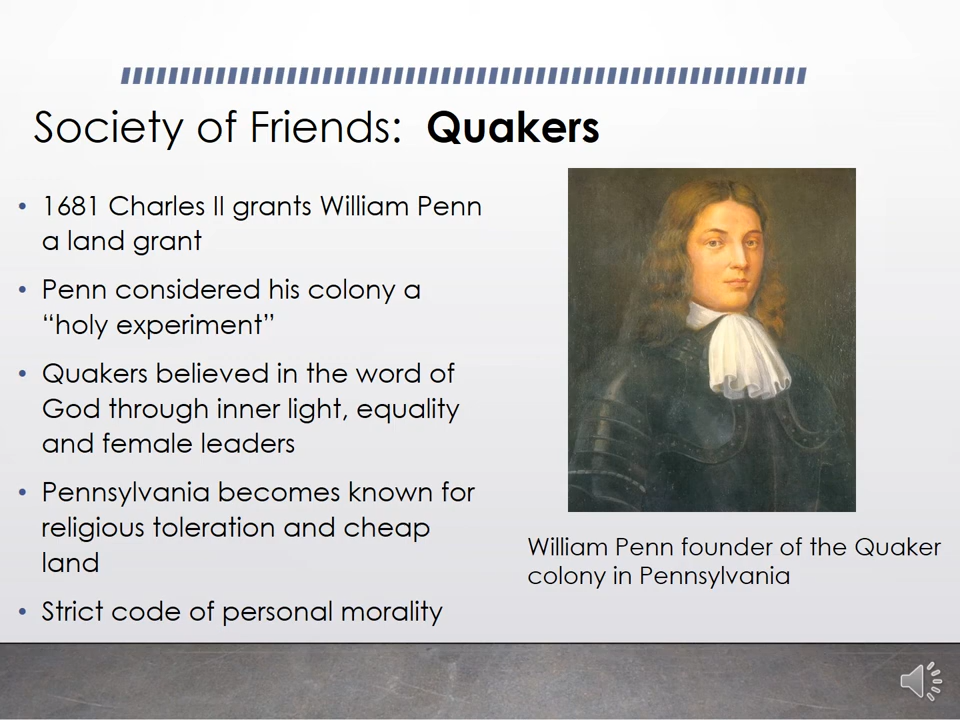 Society of Friends: Quakers
• 1681 Charles II grants William Penn
a land grant
• Penn considered his colony a
“holy experiment”
• Quakers believed in the word of
God through inner light, equality
and female leaders
• Pennsylvania becomes known for
religious toleration and cheap
land
• Strict code of personal morality
William Penn founder of the Quaker
colony in Pennsylvania